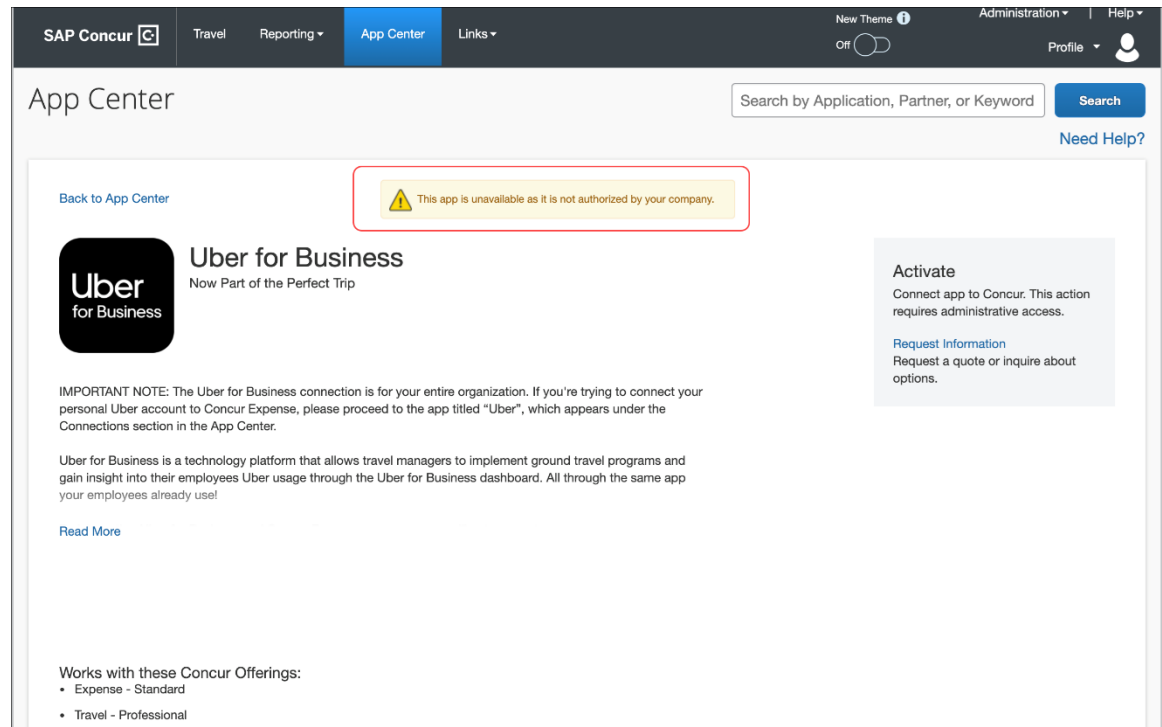 SAP Concur C
Travel
Reporting
App Center
Links
New Theme
Off
Administration | Help
Profile
App Center
Search by Application, Partner, or Keyword
Search
Need Help?
Back to App Center
This app is unavailable as it is not authorized by your company.
Uber
for Business
Uber for Business
Now Part of the Perfect Trip
Activate
Connect app to Concur. This action
requires administrative access.
Request Information
Request a quote or inquire about
options.
IMPORTANT NOTE: The Uber for Business connection is for your entire organization. If you're trying to connect your
personal Uber account to Concur Expense, please proceed to the app titled “Uber”, which appears under the
Connections section in the App Center.
Uber for Business is a technology platform that allows travel managers to implement ground travel programs and
gain insight into their employees Uber usage through the Uber for Business dashboard. All through the same app
your employees already use!
Read More
Works with these Concur Offerings:
• Expense - Standard
• Travel - Professional